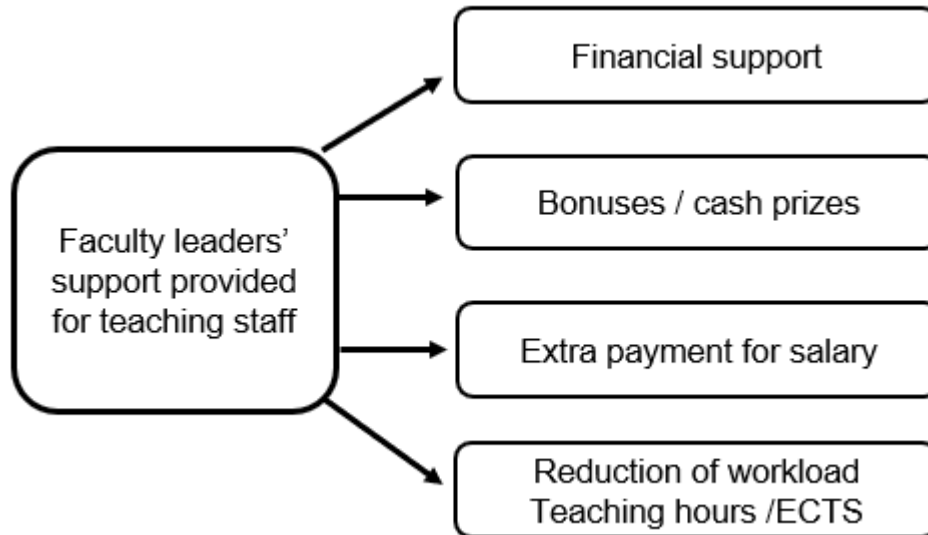 Financial support
Bonuses / cash prizes
Faculty leaders’
support provided
for teaching staff
Extra payment for salary
Reduction of workload
Teaching hours /ECTS